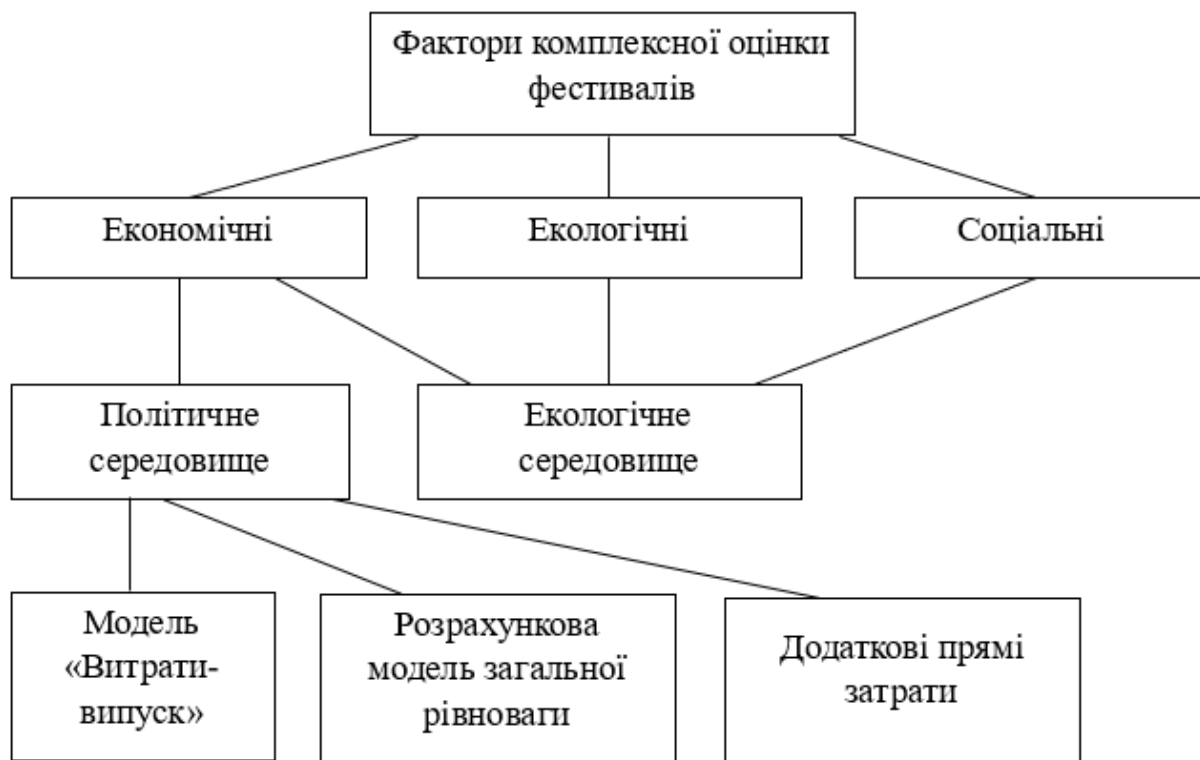 Фактори комплексної оцінки
фестивалів
Економічні
Екологічні
Соціальні
Політичне
середовище
Екологічне
середовище
Модель
«Витрати-
випуск»
Розрахункова
модель загальної
рівноваги
Додаткові прямі
затрати